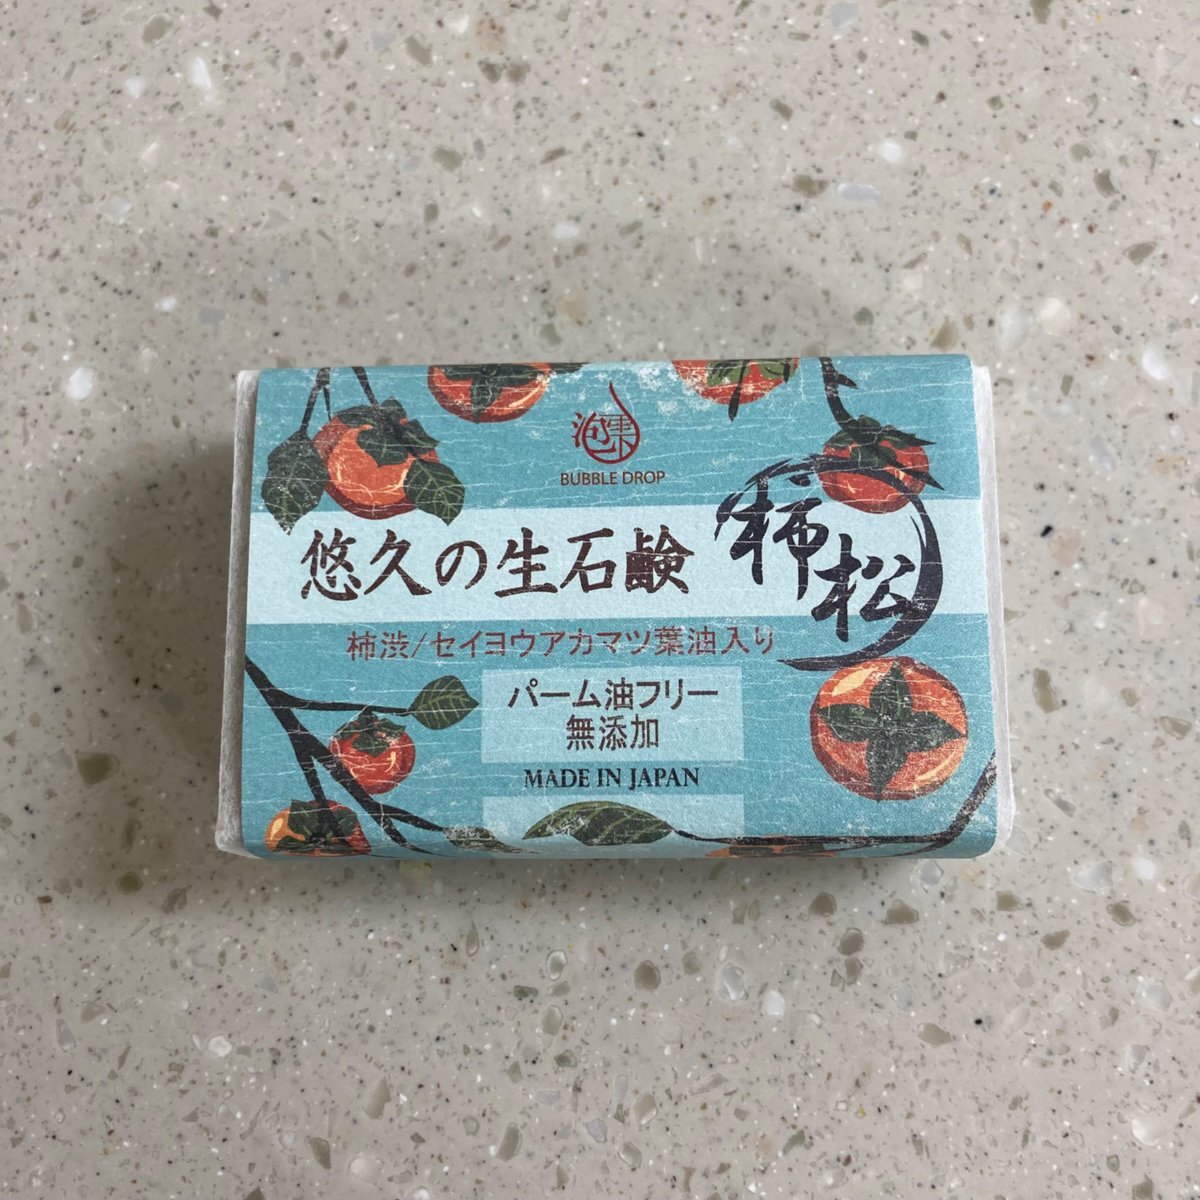 泡雫
BUBBLE DROP
悠久の生石鹸
柿松
柿渋/セイヨウアカマツ葉油入り
パーム油フリー
無添加
MADE IN JAPAN